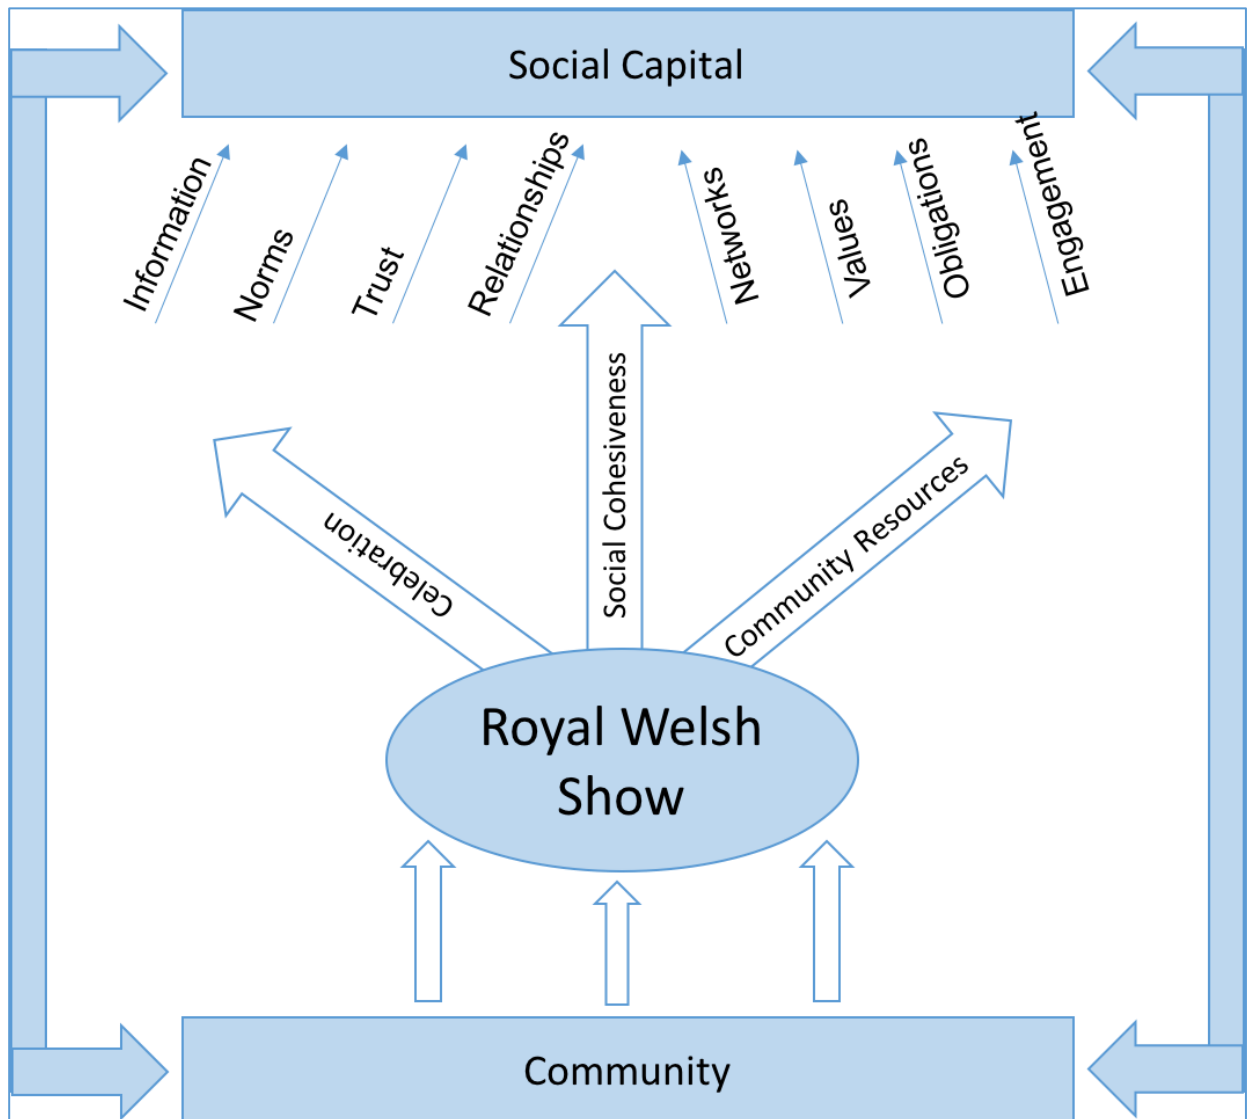 Social Capital
Information
Norms
Trust
Relationships
Networks
Values
Obligations
Engagement
Celebration
Social Cohesiveness
Community Resources
Royal Welsh
Show
Community